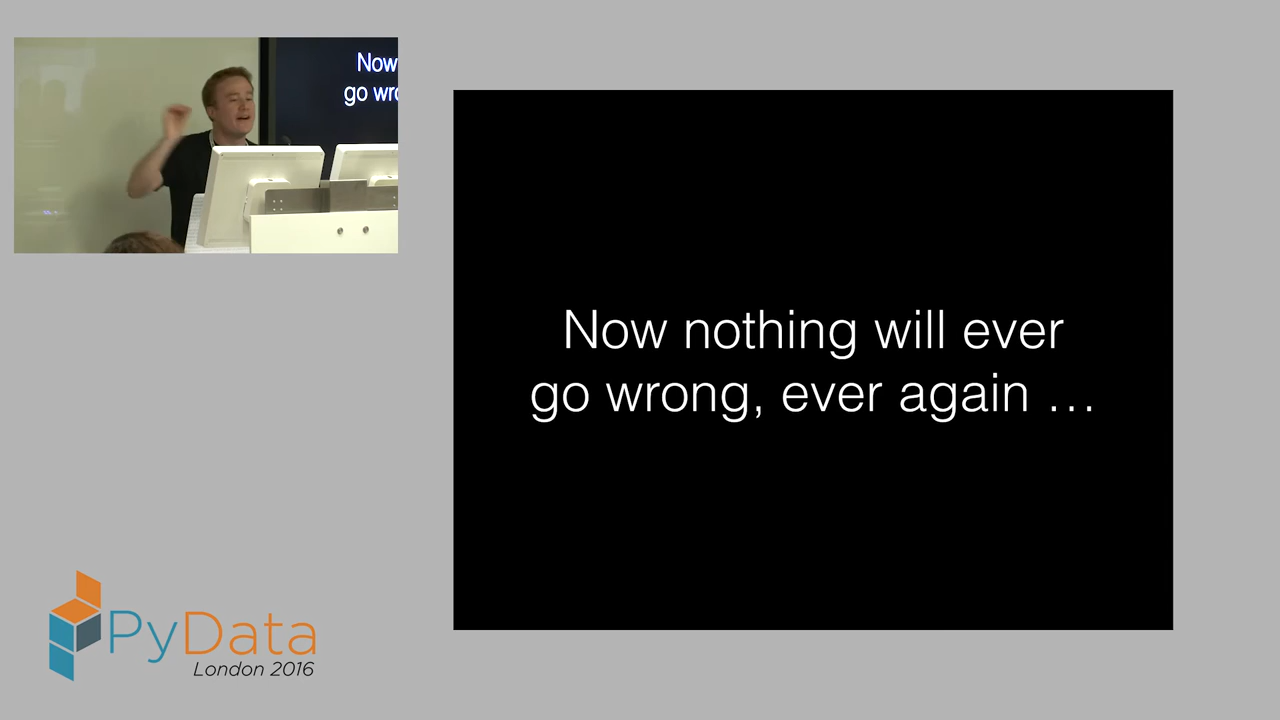 Now
go wro
Now nothing will ever
go wrong, ever again …
PyData
London 2016